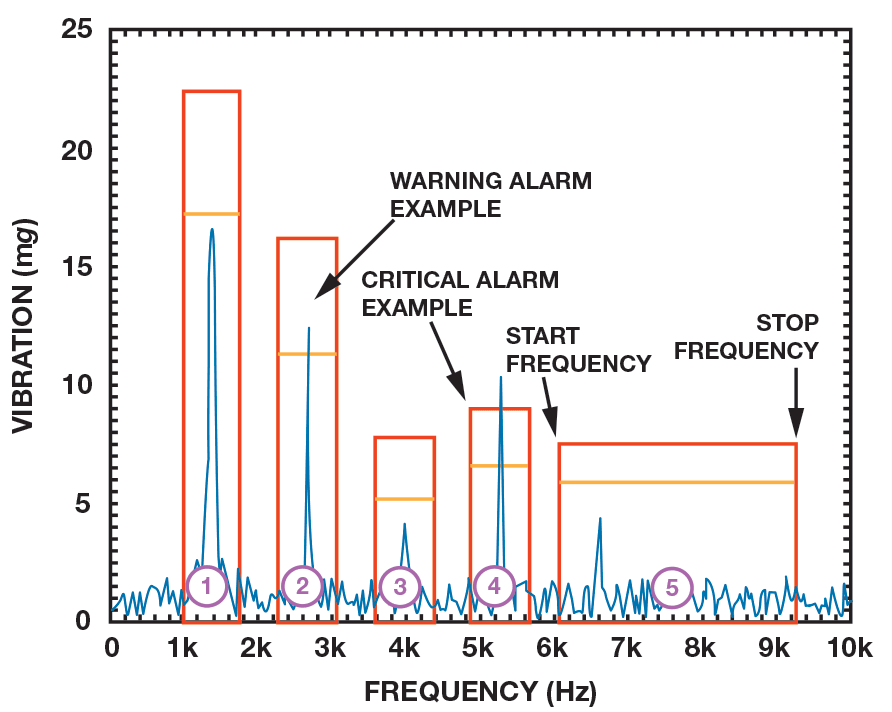 25
20
15
10
5
0
VIBRATION (mg)
WARNING ALARM
EXAMPLE
CRITICAL ALARM
EXAMPLE
START
FREQUENCY
STOP
FREQUENCY
1
2
3
4
5
0 1k 2k 3k 4k 5k 6k 7k 8k 9k 10k
FREQUENCY (Hz)